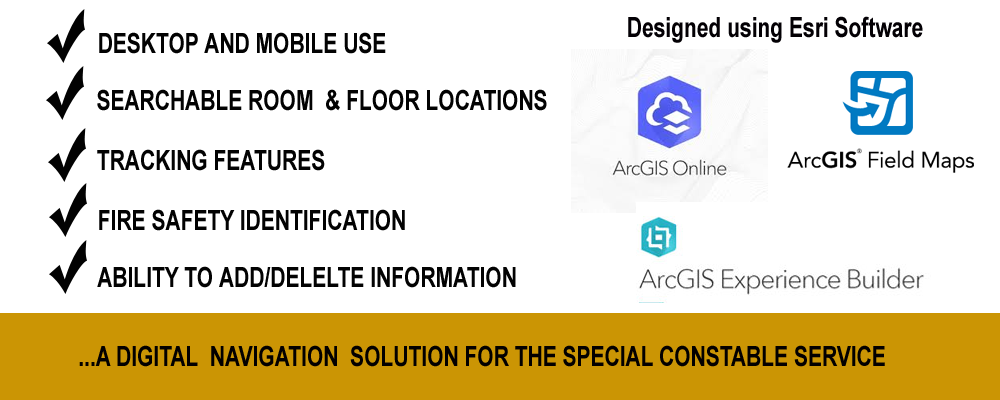 DESKTOP AND MOBILE USE
SEARCHABLE ROOM & FLOOR LOCATIONS
TRACKING FEATURES
FIRE SAFETY IDENTIFICATION
ABILITY TO ADD/DELELTE INFORMATION
Designed using Esri Software
ArcGIS Online
ArcGIS® Field Maps
ArcGIS Experience Builder
...A DIGITAL NAVIGATION SOLUTION FOR THE SPECIAL CONSTABLE SERVICE